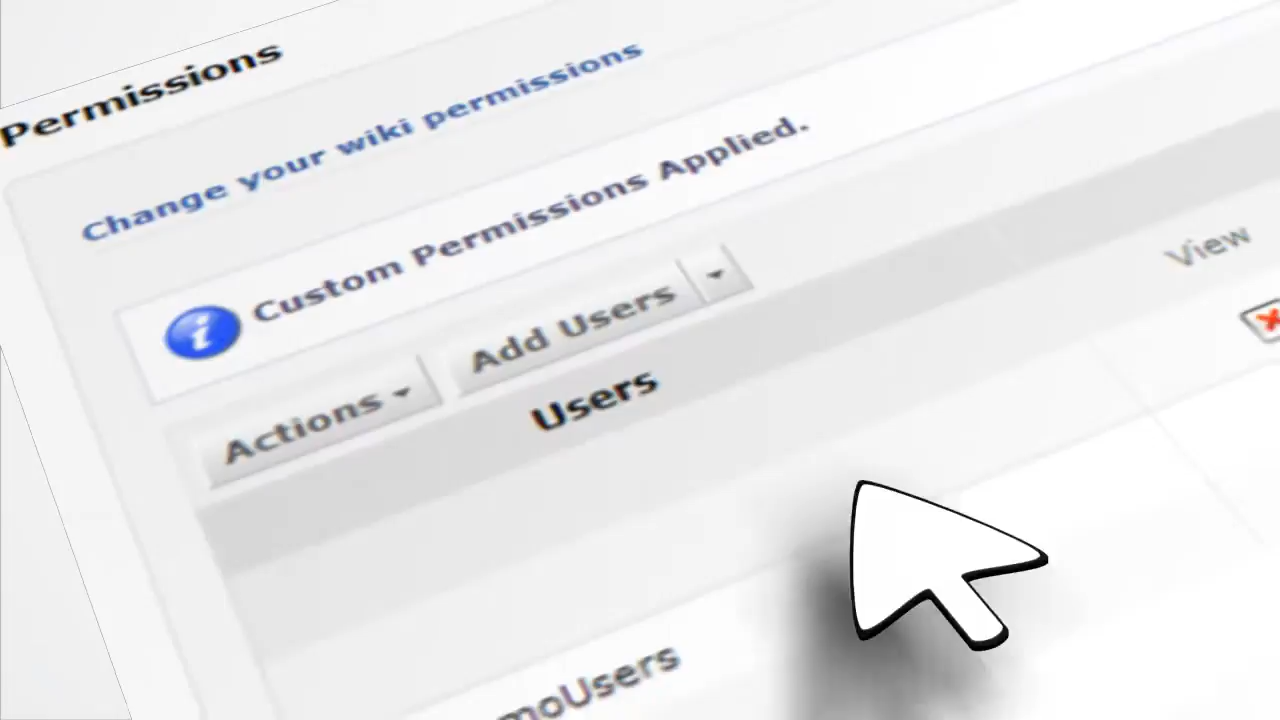 Permissions
Change your wiki permissions
Custom Permissions Applied.
Actions
Add Users
Users
View